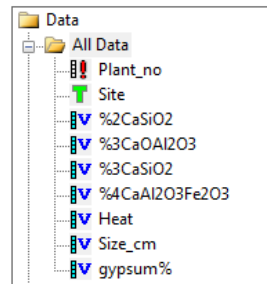 Data
All Data
Plant_no
Site
%2CaSiO2
%3CaOAl2O3
%3CaSiO2
%4CaAl2O3Fe2O3
Heat
Size_cm
gypsum%